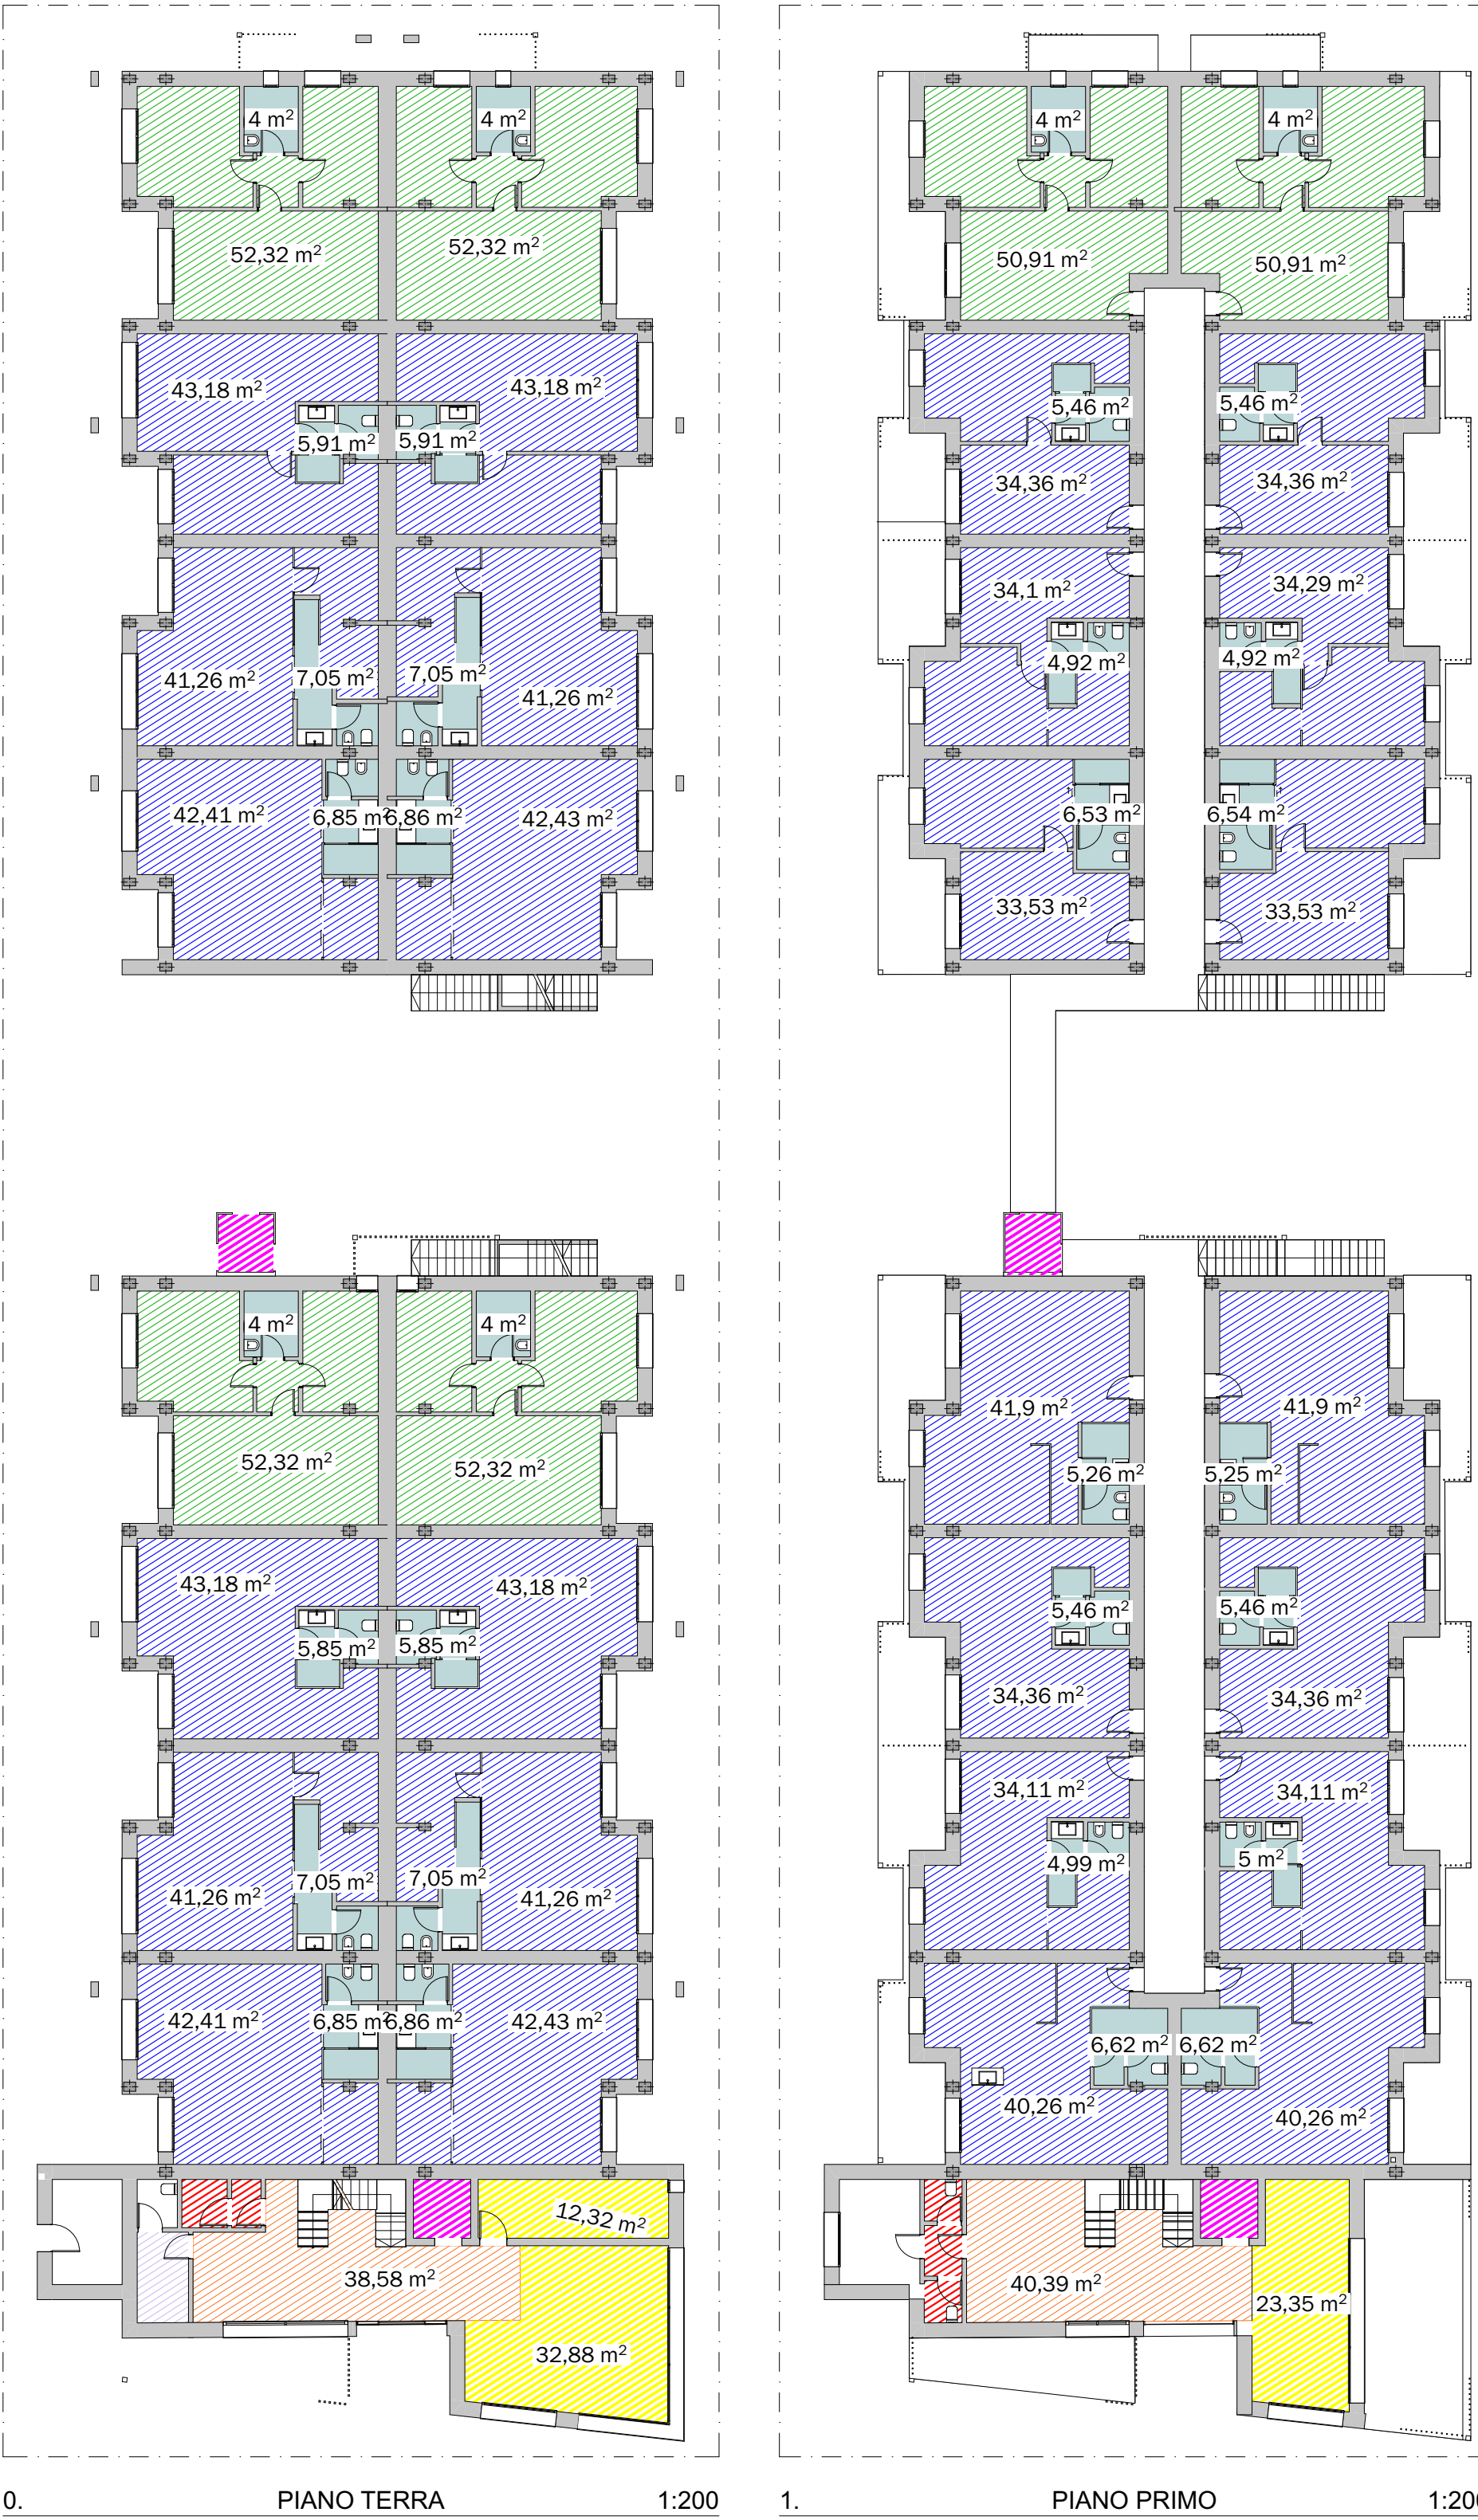 4 m²
4 m²
52,32 m²
52,32 m²
43,18 m²
43,18 m²
5,91 m²
5,91 m²
41,26 m²
7,05 m²
7,05 m²
41,26 m²
42,41 m²
6,85 m²
6,86 m²
42,43 m²
4 m²
4 m²
52,32 m²
52,32 m²
43,18 m²
43,18 m²
5,85 m²
5,85 m²
41,26 m²
7,05 m²
7,05 m²
41,26 m²
42,41 m²
6,85 m²
6,86 m²
42,43 m²
12,32 m²
38,58 m²
32,88 m²
0. PIANO TERRA 1:200
4 m²
4 m²
50,91 m²
50,91 m²
5,46 m²
5,46 m²
34,36 m²
34,36 m²
34,1 m²
34,29 m²
4,92 m²
4,92 m²
6,53 m²
6,54 m²
33,53 m²
33,53 m²
41,9 m²
41,9 m²
5,26 m²
5,25 m²
5,46 m²
5,46 m²
34,36 m²
34,36 m²
34,11 m²
34,11 m²
4,99 m²
5 m²
6,62 m²
6,62 m²
40,26 m²
40,26 m²
40,39 m²
23,35 m²
1. PIANO PRIMO 1:200